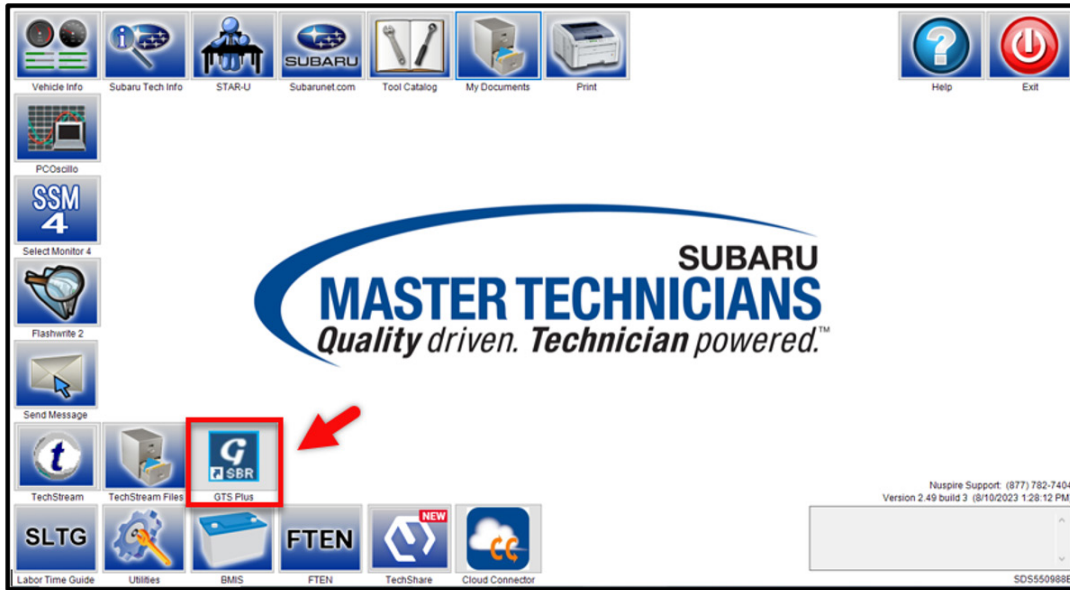 SUBARU
Vehicle Info
Subaru Tech Info
STAR-U
Subarunet.com
Tool Catalog
My Documents
Print
Help
Exit
PCOscillo
SSM
4
Select Monitor 4
SUBARU
MASTER TECHNICIANS
Quality driven. Technician powered.™
Flashwrite 2
Send Message
t
G
SBR
TechStream
TechStream Files
GTS Plus
Nuspire Support: (877) 782-7404
Version 2.49 build 3 (8/10/2023 1:28:12 PM)
SLTG
FTEN
NEW
CC
Labor Time Guide
Utilities
BMIS
FTEN
TechShare
Cloud Connector
SDS550988E